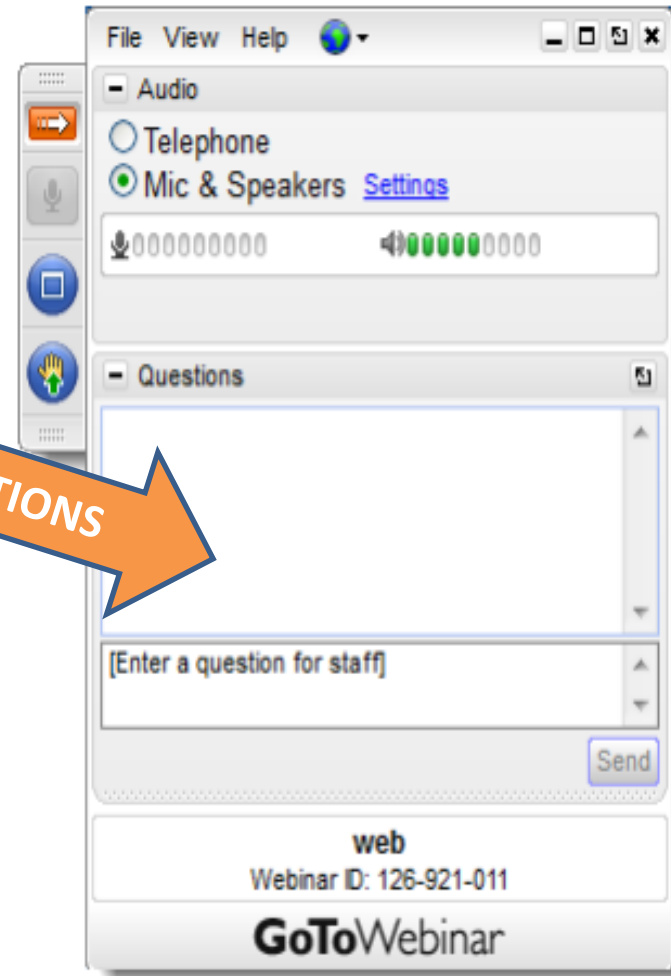 File View Help
Audio
Telephone
Mic & Speakers Settings
Questions
TIONS
[Enter a question for staff]
Send
web
Webinar ID: 126-921-011
GoToWebinar